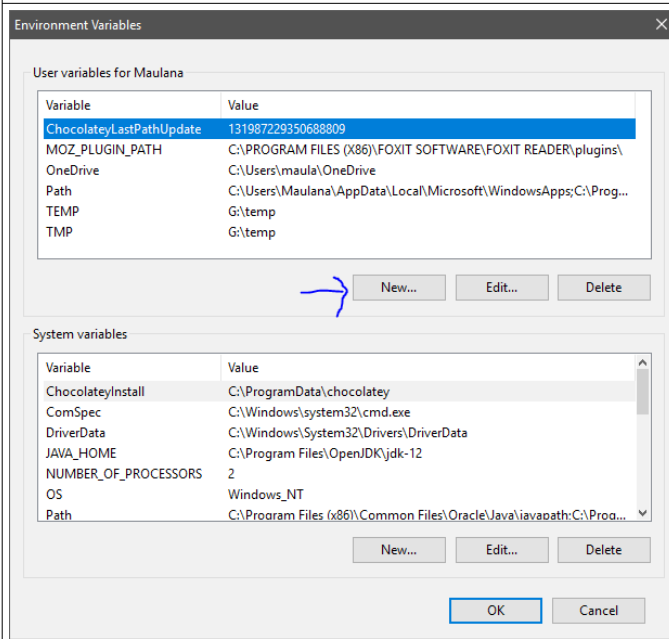 Environment Variables
User variables for Maulana
Variable Value
ChocolateyLastPathUpdate 131987229350688809
MOZ_PLUGIN_PATH C:\PROGRAM FILES (X86)\FOXIT SOFTWARE\FOXIT READER\plugins\
OneDrive C:\Users\maula\OneDrive
Path C:\Users\Maulana\AppData\Local\Microsoft\WindowsApps;C:\Prog...
TEMP G:\temp
TMP G:\temp
New... Edit... Delete
System variables
Variable Value
ChocolateyInstall C:\ProgramData\chocolatey
ComSpec C:\Windows\system32\cmd.exe
DriverData C:\Windows\System32\Drivers\DriverData
JAVA_HOME C:\Program Files\OpenJDK\jdk-12
NUMBER_OF_PROCESSORS 2
OS Windows_NT
Path C:\Program Files (x86)\Common Files\Oracle\Java\javapath;C:\Prog...
New... Edit... Delete
OK Cancel